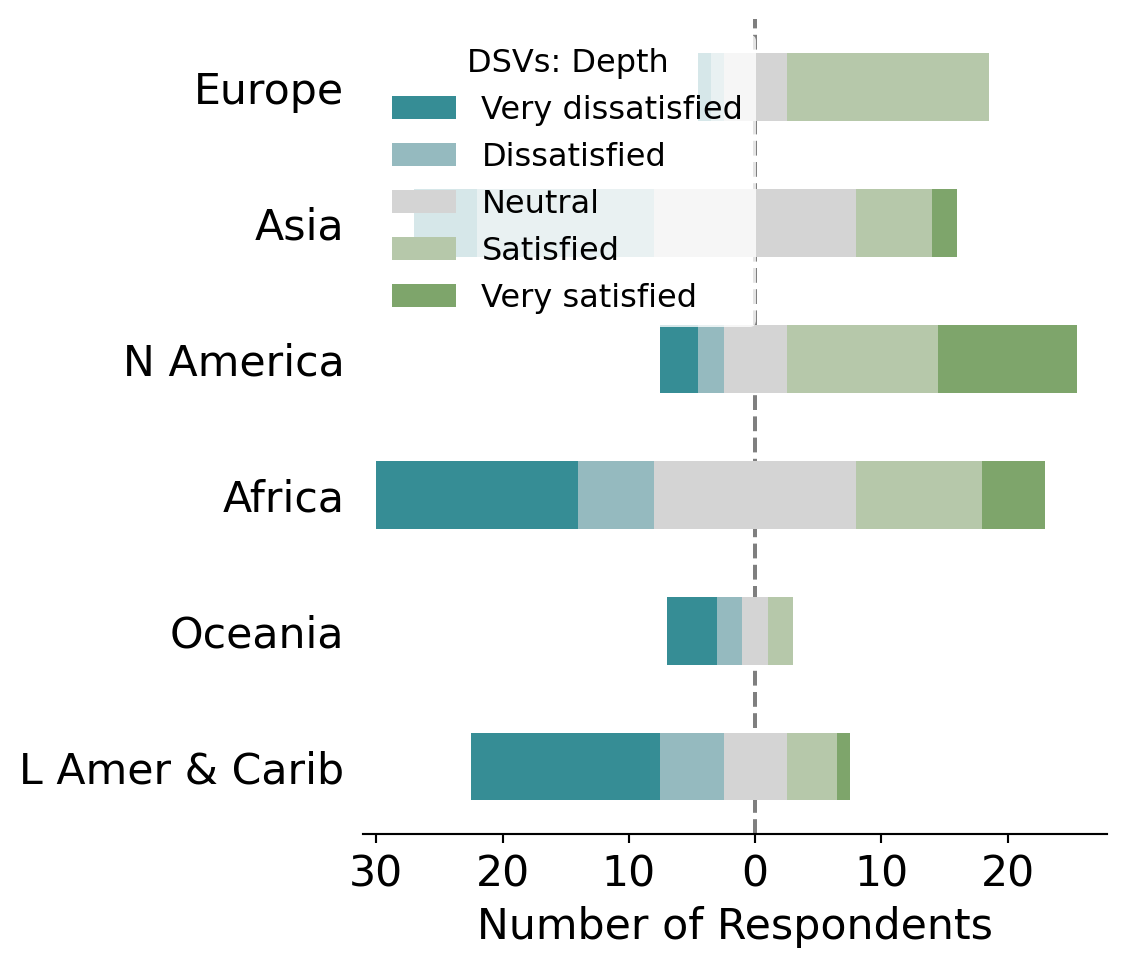 DSVs: Depth
Very dissatisfied
Dissatisfied
Neutral
Satisfied
Very satisfied
Europe
Asia
N America
Africa
Oceania
L Amer & Carib
30 20 10 0 10 20
Number of Respondents